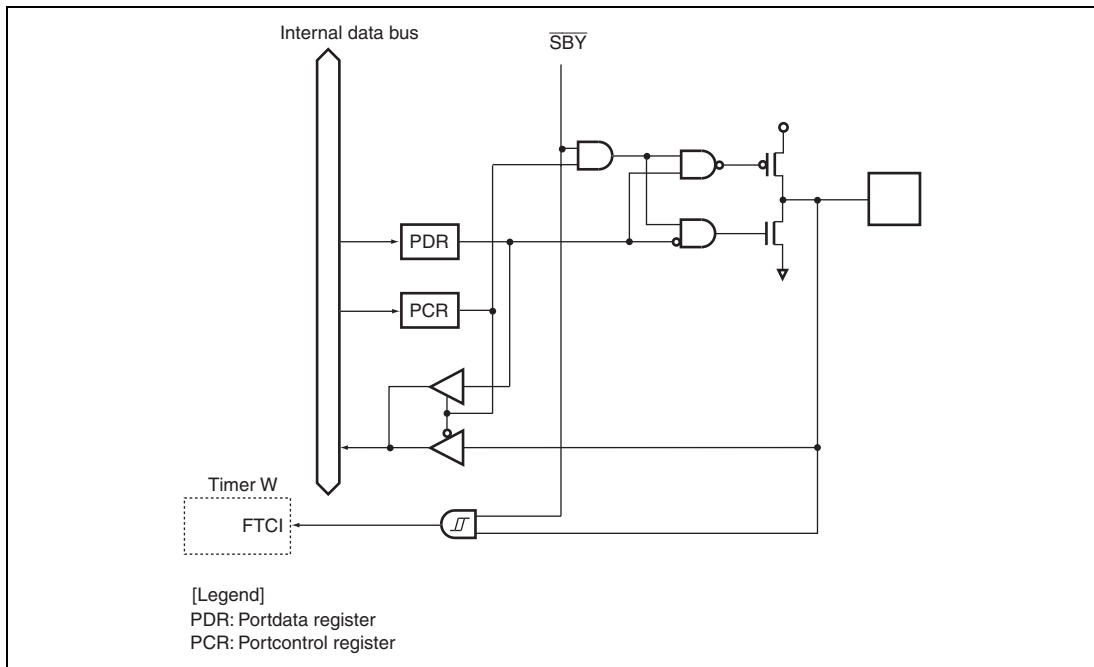 Internal data bus
SBY
PDR
PCR
Timer W
FTCI
[Legend]
PDR: Portdata register
PCR: Portcontrol register